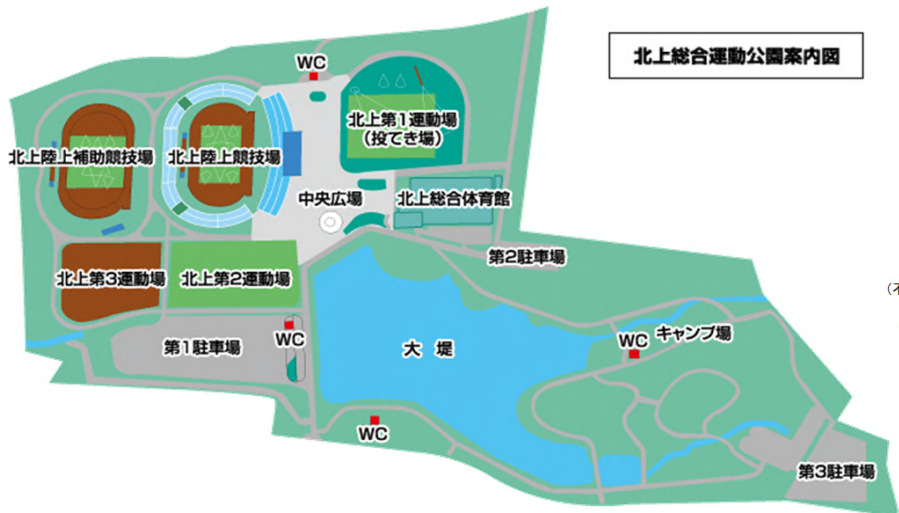 北上総合運動公園案内図
WC
北上第1運動場
(投てき場)
北上陸上補助競技場
北上陸上競技場
中央広場
北上総合体育館
第2駐車場
北上第3運動場
北上第2運動場
WC
第1駐車場
大 堤
WC
キャンプ場
WC
第3駐車場